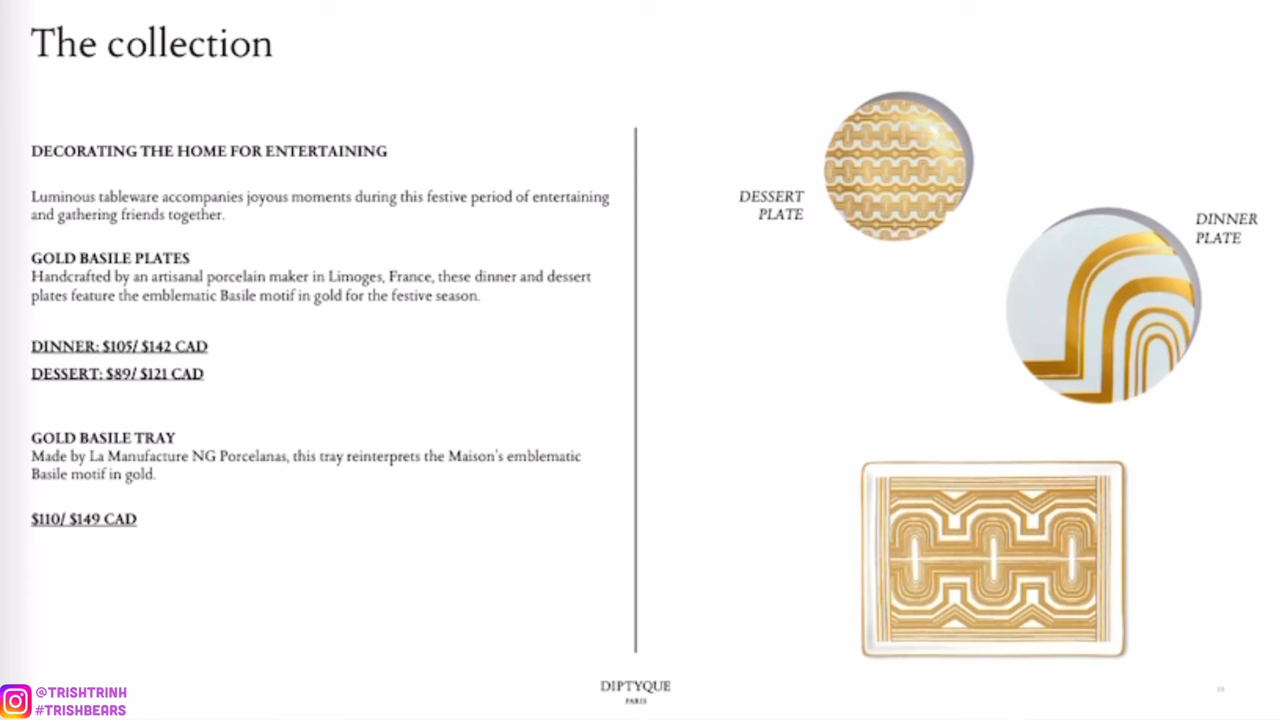 The collection
DECORATING THE HOME FOR ENTERTAINING
Luminous tableware accompanies joyous moments during this festive period of entertaining
and gathering friends together.
GOLD BASILE PLATES
Handcrafted by an artisanal porcelain maker in Limoges, France, these dinner and dessert
plates feature the emblematic Basile motif in gold for the festive season.
DINNER: $105/ $142 CAD
DESSERT: $89/ $121 CAD
GOLD BASILE TRAY
Made by La Manufacture NG Porcelanas, this tray reinterprets the Maison's emblematic
Basile motif in gold.
$110/ $149 CAD
DESSERT
PLATE
DINNER
PLATE
DIPTYQUE
PARIS
@TRISHTRINH
#TRISHBEARS